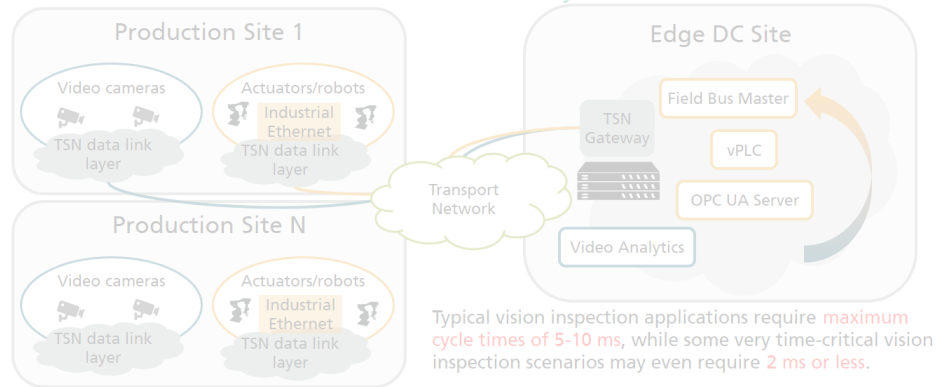 Production Site 1
Video cameras
TSN data link
layer
Actuators/robots
Industrial
Ethernet
TSN data link
layer
Production Site N
Video cameras
TSN data link
layer
Actuators/robots
Industrial
Ethernet
TSN data link
layer
Transport
Network
Edge DC Site
TSN
Gateway
Field Bus Master
vPLC
OPC UA Server
Video Analytics
Typical vision inspection applications require maximum
cycle times of 5-10 ms, while some very time-critical vision
inspection scenarios may even require 2 ms or less.